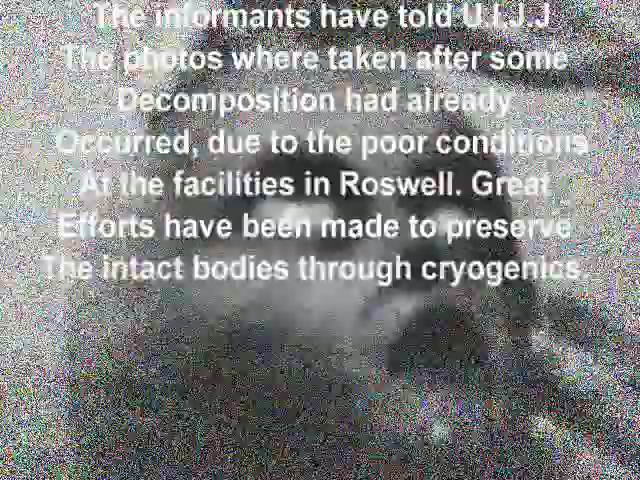 The informants have told U.I.J.J
The photos where taken after some
Decomposition had already
Occurred, due to the poor conditions
At the facilities in Roswell. Great
Efforts have been made to preserve
The intact bodies through cryogenics.